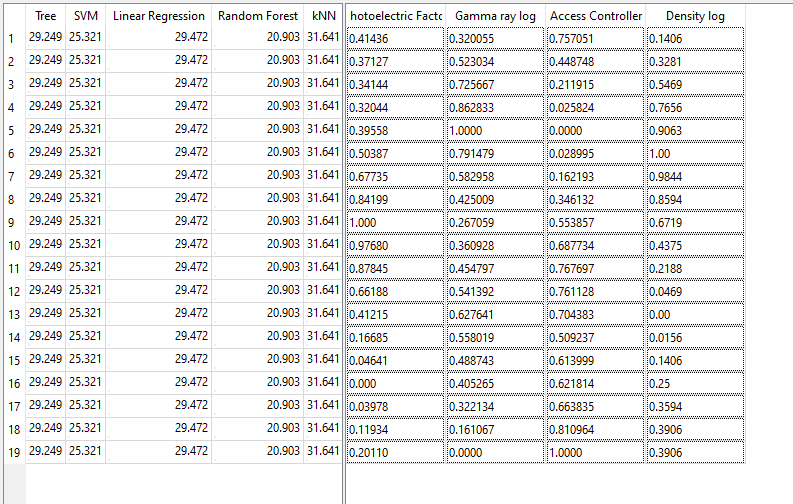 Tree SVM Linear Regression Random Forest kNN hotoelectric Facto Gamma ray log Access Controller Density log
1 29.249 25.321 29.472 20.903 31.641 0.41436 0.320055 0.757051 0.1406
2 29.249 25.321 29.472 20.903 31.641 0.37127 0.523034 0.448748 0.3281
3 29.249 25.321 29.472 20.903 31.641 0.34144 0.725667 0.211915 0.5469
4 29.249 25.321 29.472 20.903 31.641 0.32044 0.862833 0.025824 0.7656
5 29.249 25.321 29.472 20.903 31.641 0.39558 1.0000 0.0000 0.9063
6 29.249 25.321 29.472 20.903 31.641 0.50387 0.791479 0.028995 1.00
7 29.249 25.321 29.472 20.903 31.641 0.67735 0.582958 0.162193 0.9844
8 29.249 25.321 29.472 20.903 31.641 0.84199 0.425009 0.346132 0.8594
9 29.249 25.321 29.472 20.903 31.641 1.000 0.267059 0.553857 0.6719
10 29.249 25.321 29.472 20.903 31.641 0.97680 0.360928 0.687734 0.4375
11 29.249 25.321 29.472 20.903 31.641 0.87845 0.454797 0.767697 0.2188
12 29.249 25.321 29.472 20.903 31.641 0.66188 0.541392 0.761128 0.0469
13 29.249 25.321 29.472 20.903 31.641 0.41215 0.627641 0.704383 0.00
14 29.249 25.321 29.472 20.903 31.641 0.16685 0.558019 0.509237 0.0156
15 29.249 25.321 29.472 20.903 31.641 0.04641 0.488743 0.613999 0.1406
16 29.249 25.321 29.472 20.903 31.641 0.000 0.405265 0.621814 0.25
17 29.249 25.321 29.472 20.903 31.641 0.03978 0.322134 0.663835 0.3594
18 29.249 25.321 29.472 20.903 31.641 0.11934 0.161067 0.810964 0.3906
19 29.249 25.321 29.472 20.903 31.641 0.20110 0.0000 1.0000 0.3906